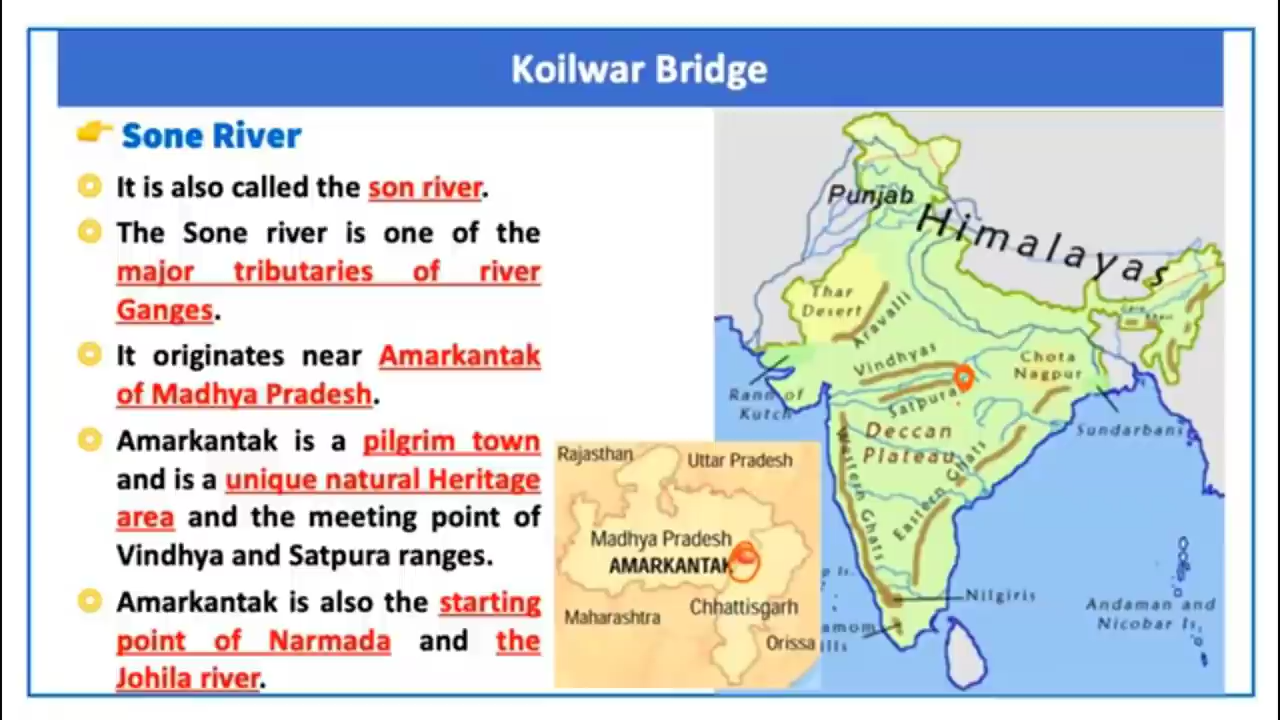 Koilwar Bridge
Sone River
It is also called the son river.
The Sone river is one of the
major tributaries of river
Ganges.
It originates near Amarkantak
of Madhya Pradesh.
Amarkantak is a pilgrim town
and is a unique natural Heritage
area and the meeting point of
Vindhya and Satpura ranges.
Amarkantak is also the starting
point of Narmada and the
Johila river.
Rajasthan
Uttar Pradesh
Madhya Pradesh
AMARKANTAK
Maharashtra
Chhattisgarh
Orissa
Punjab
Himalayas
Thar
Desert
Aravalli
Vindhyas
Satpura
Chota
Nagpur
Rann of
Kutch
Deccan
Plateau
Sundarbans
Western Ghats
Eastern Ghats
Nilgiris
Andaman and
Nicobar Is.